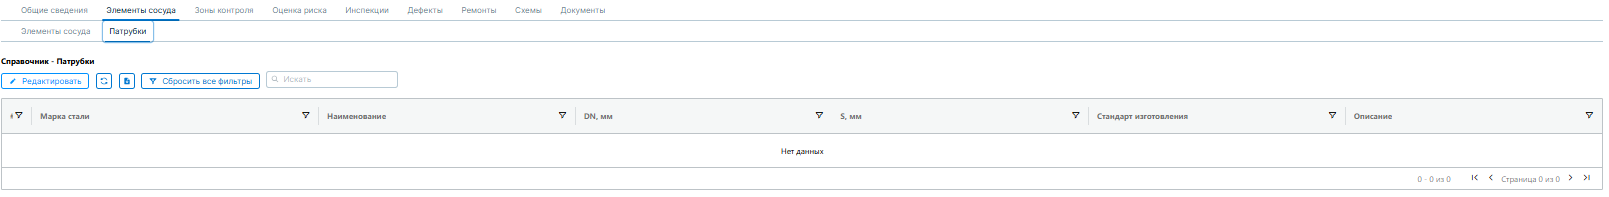 Общие сведения Элементы сосуда Зоны контроля Оценка риска Инспекции Дефекты Ремонты Схемы Документы
Элементы сосуда Патрубки
Справочник - Патрубки
Редактировать Сбросить все фильтры Искать
Марка стали Наименование DN, мм S, мм Стандарт изготовления Описание
Нет данных
0 - 0 из 0 Страница 0 из 0